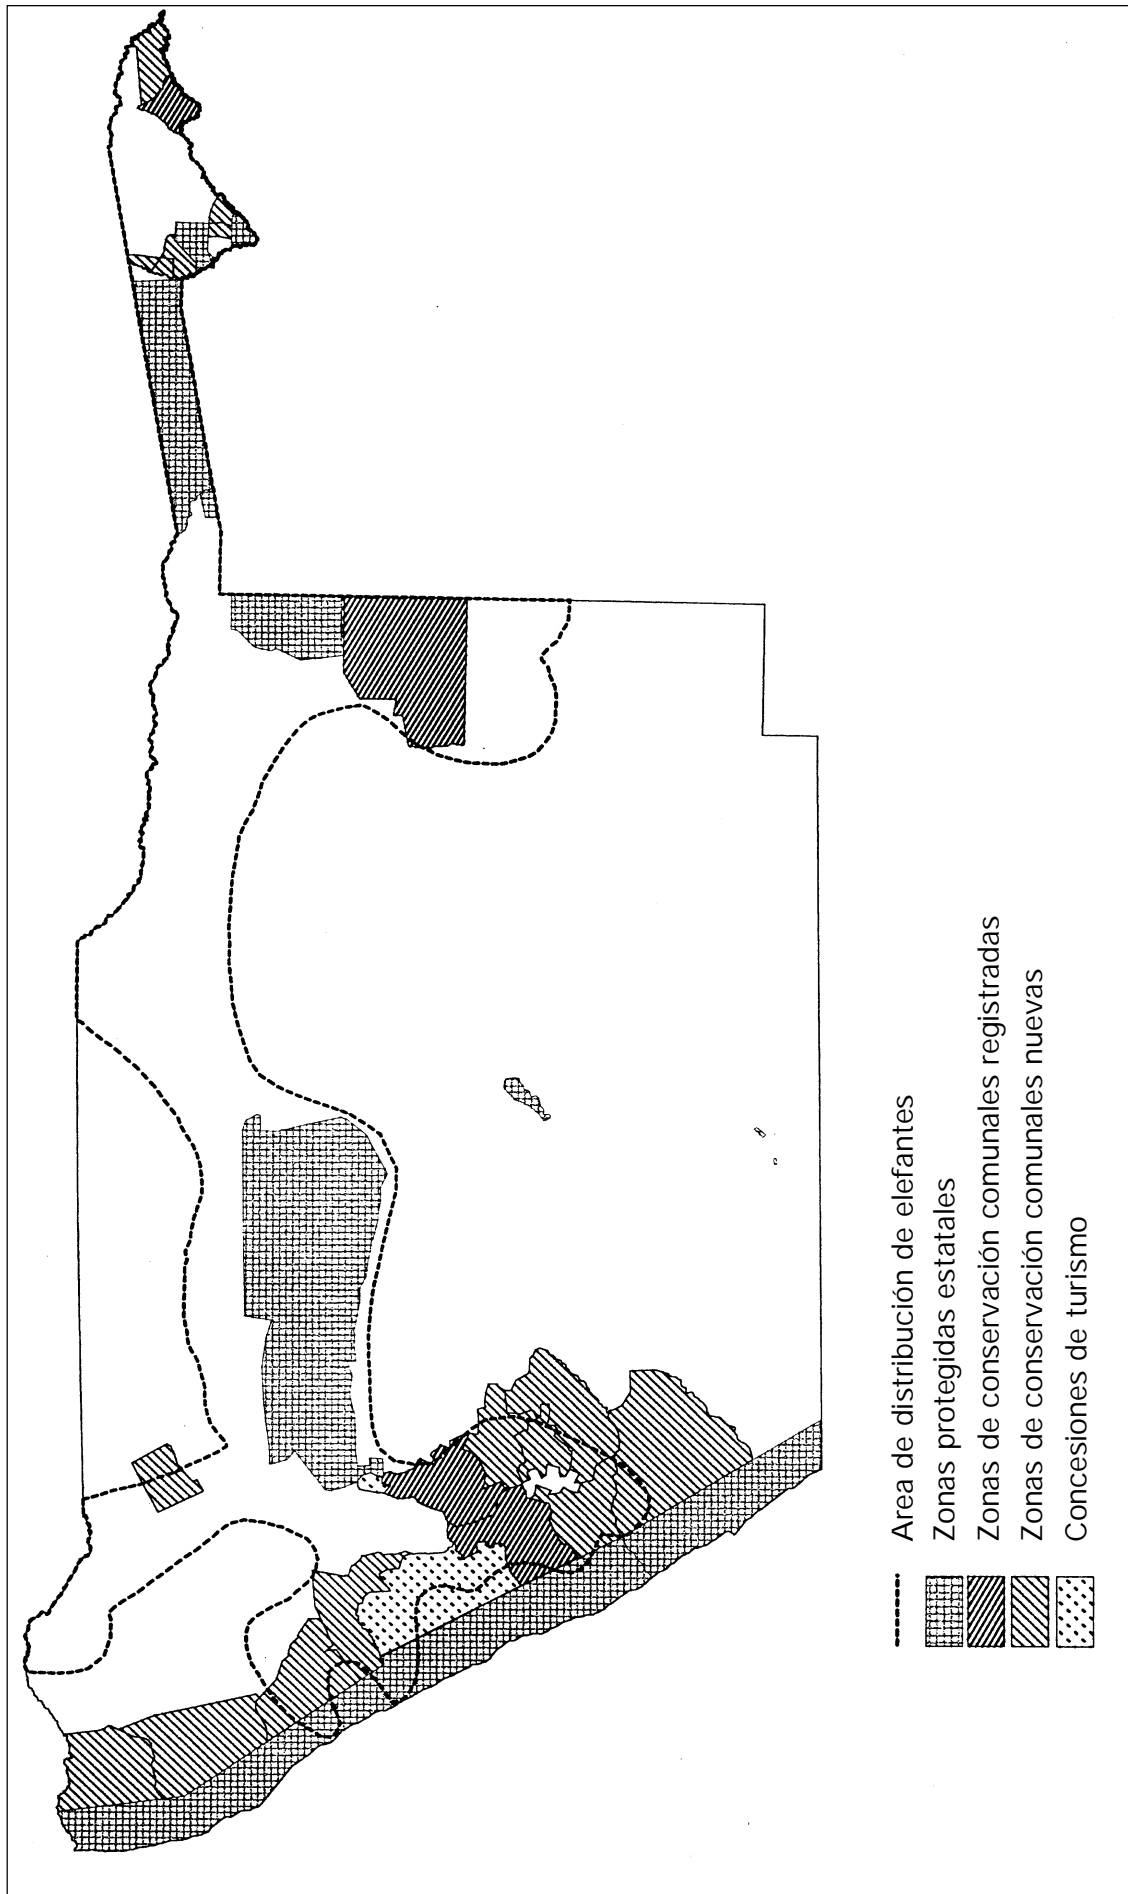 Area de distribución de elefantes
Zonas protegidas estatales
Zonas de conservación comunales registradas
Zonas de conservación comunales nuevas
Concesiones de turismo